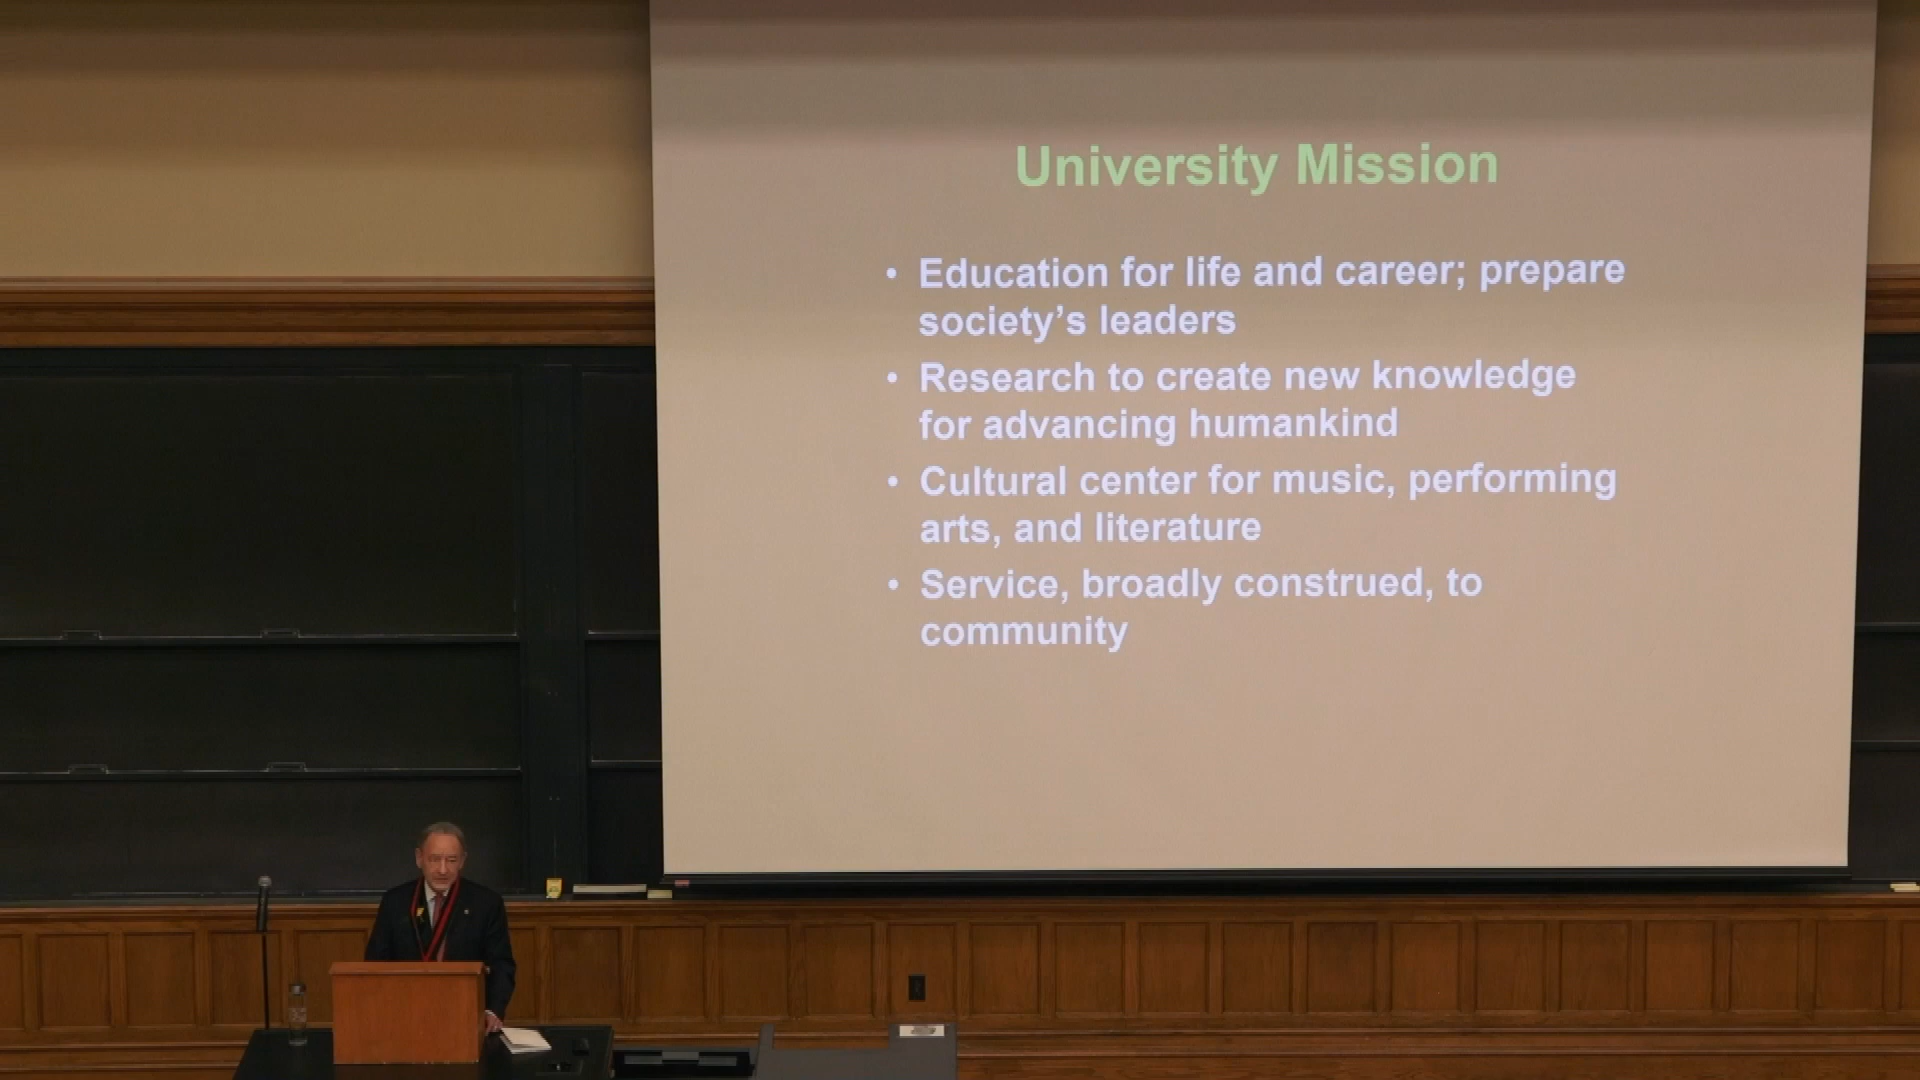 University Mission
• Education for life and career; prepare
society’s leaders
• Research to create new knowledge
for advancing humankind
• Cultural center for music, performing
arts, and literature
• Service, broadly construed, to
community